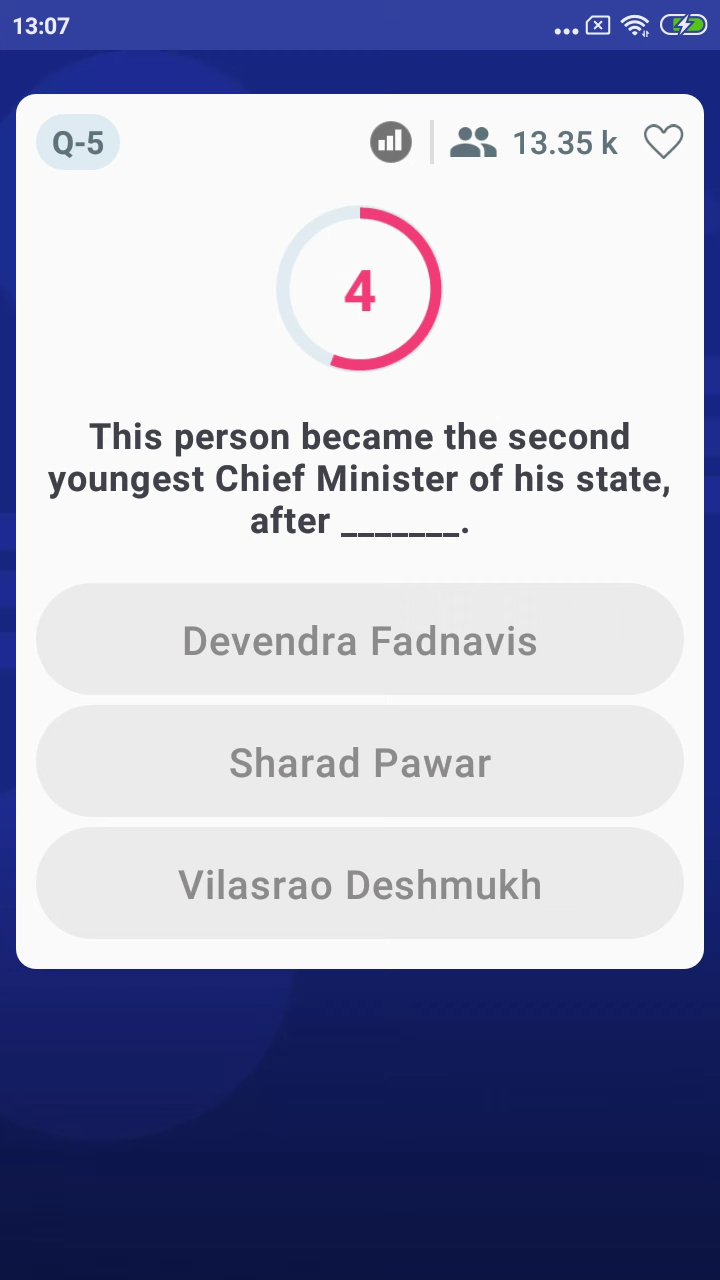 13:07
Q-5
13.35 k
4
This person became the second
youngest Chief Minister of his state,
after _______.
Devendra Fadnavis
Sharad Pawar
Vilasrao Deshmukh